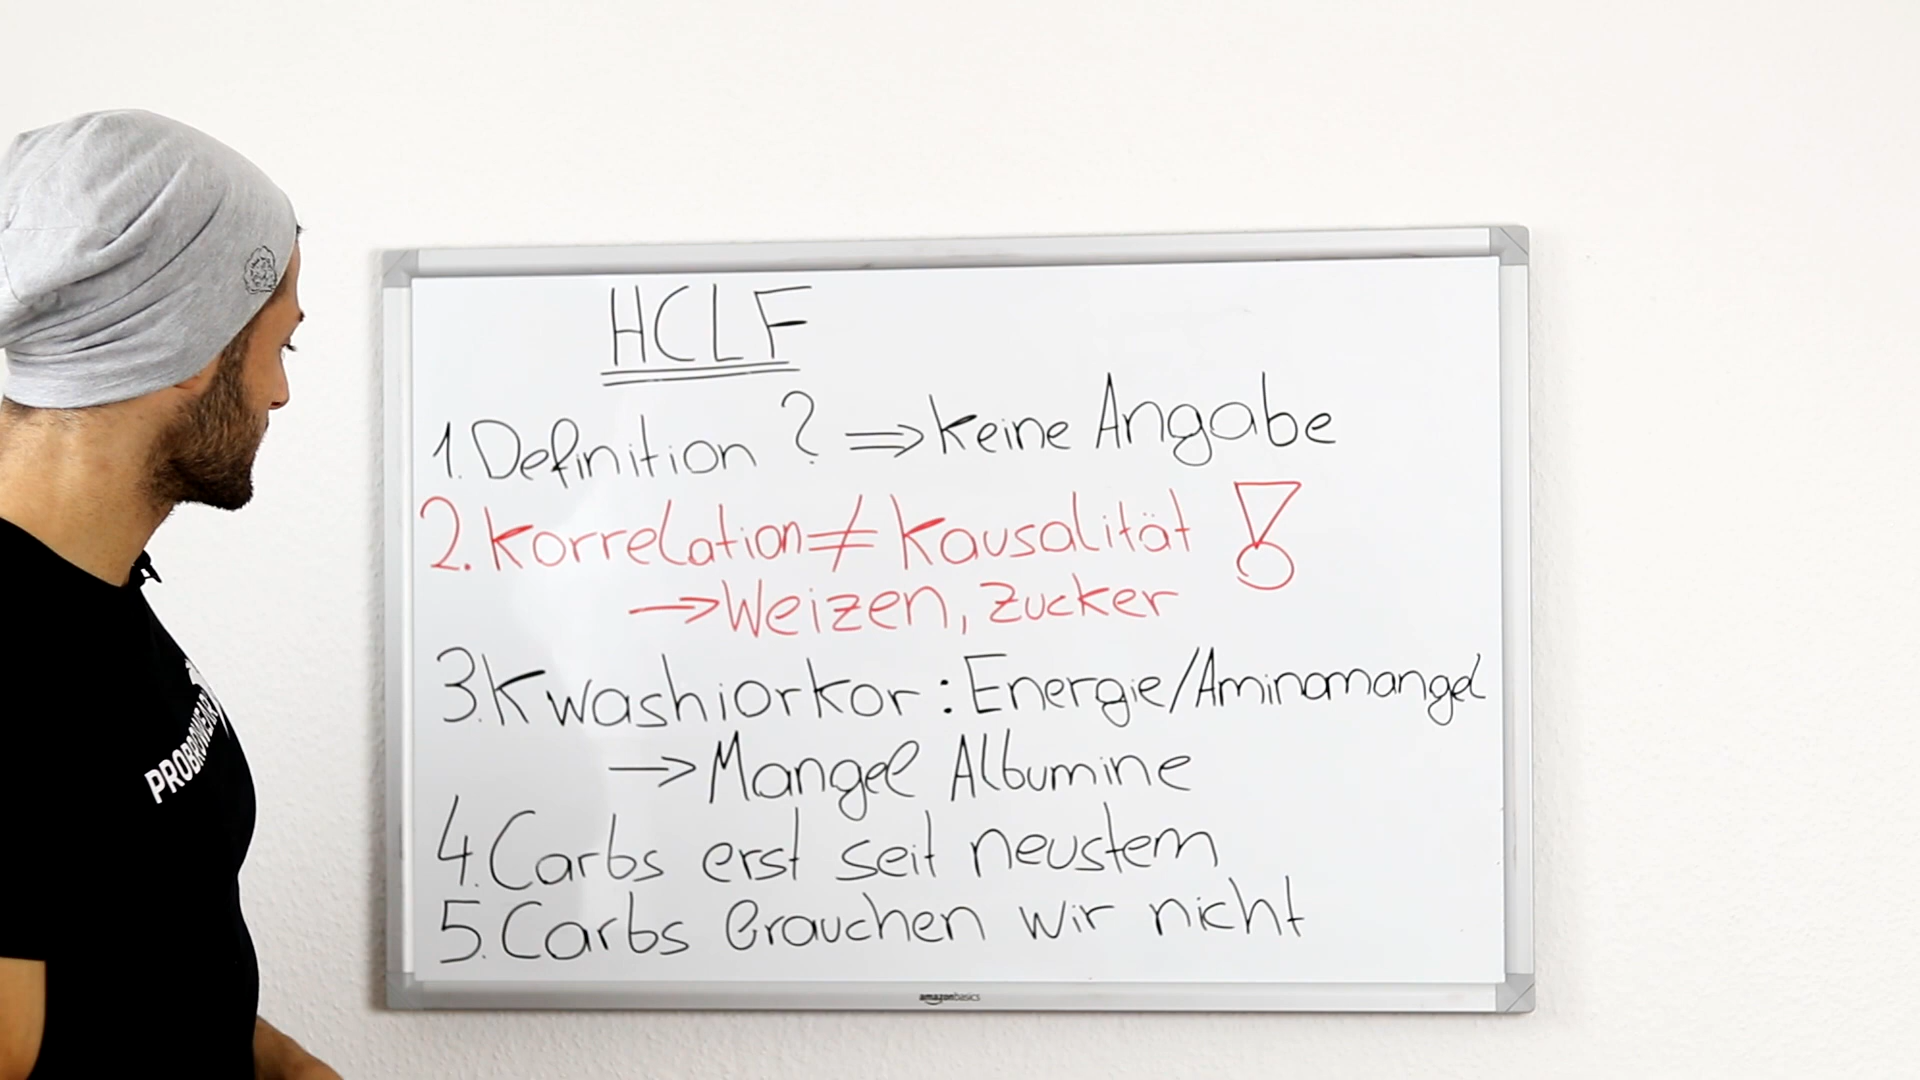 HCLF
1. Definition? ⇒ keine Angabe
2. Korrelation ≠ Kausalität !
→ Weizen, Zucker
3. Kwashiorkor: Energie/Aminomangel
→ Mangel Albumine
4. Carbs erst seit neustem
5. Carbs brauchen wir nicht
amazonbasics